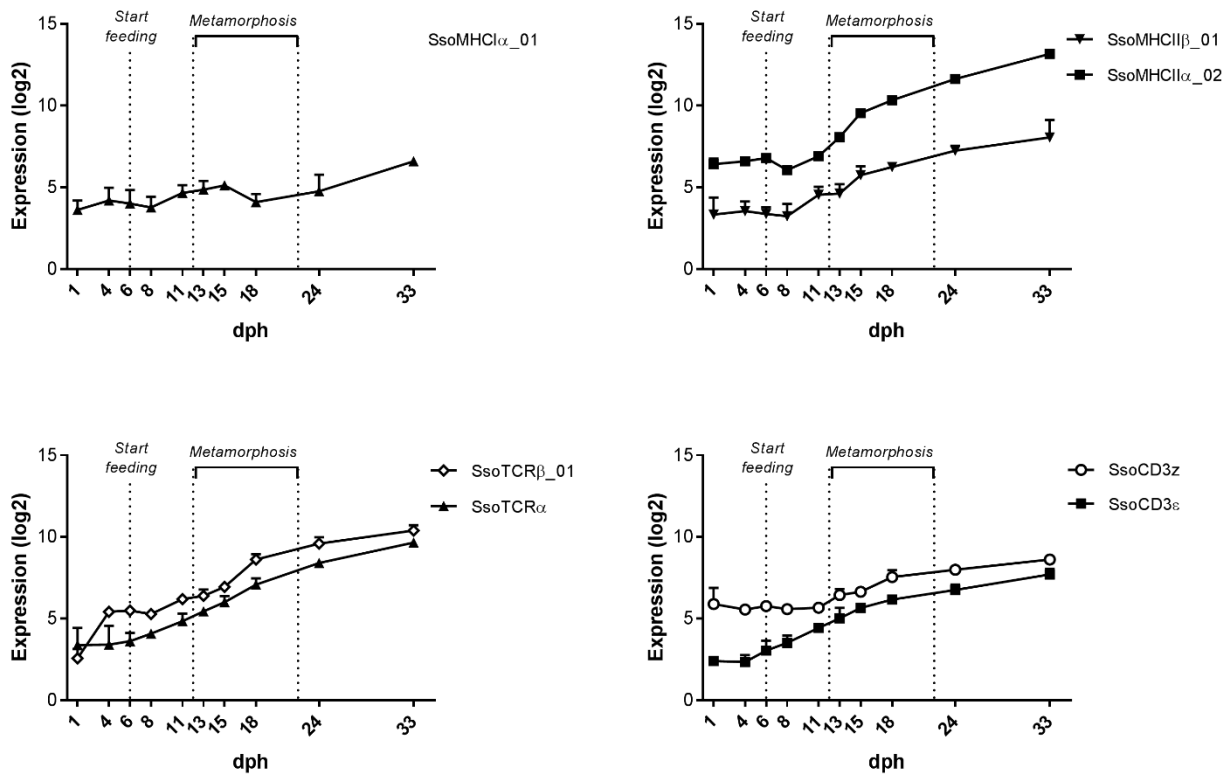 Start
feeding
Metamorphosis
SsoMHCIα_01
15
10
5
0
Expression (log2)
1 4 6 8 11 13 15 18 24 33
dph
Start
feeding
Metamorphosis
SsoMHCIIβ_01
SsoMHCIIα_02
15
10
5
0
Expression (log2)
1 4 6 8 11 13 15 18 24 33
dph
Start
feeding
Metamorphosis
SsoTCRβ_01
SsoTCRα
15
10
5
0
Expression (log2)
1 4 6 8 11 13 15 18 24 33
dph
Start
feeding
Metamorphosis
SsoCD3z
SsoCD3ε
15
10
5
0
Expression (log2)
1 4 6 8 11 13 15 18 24 33
dph